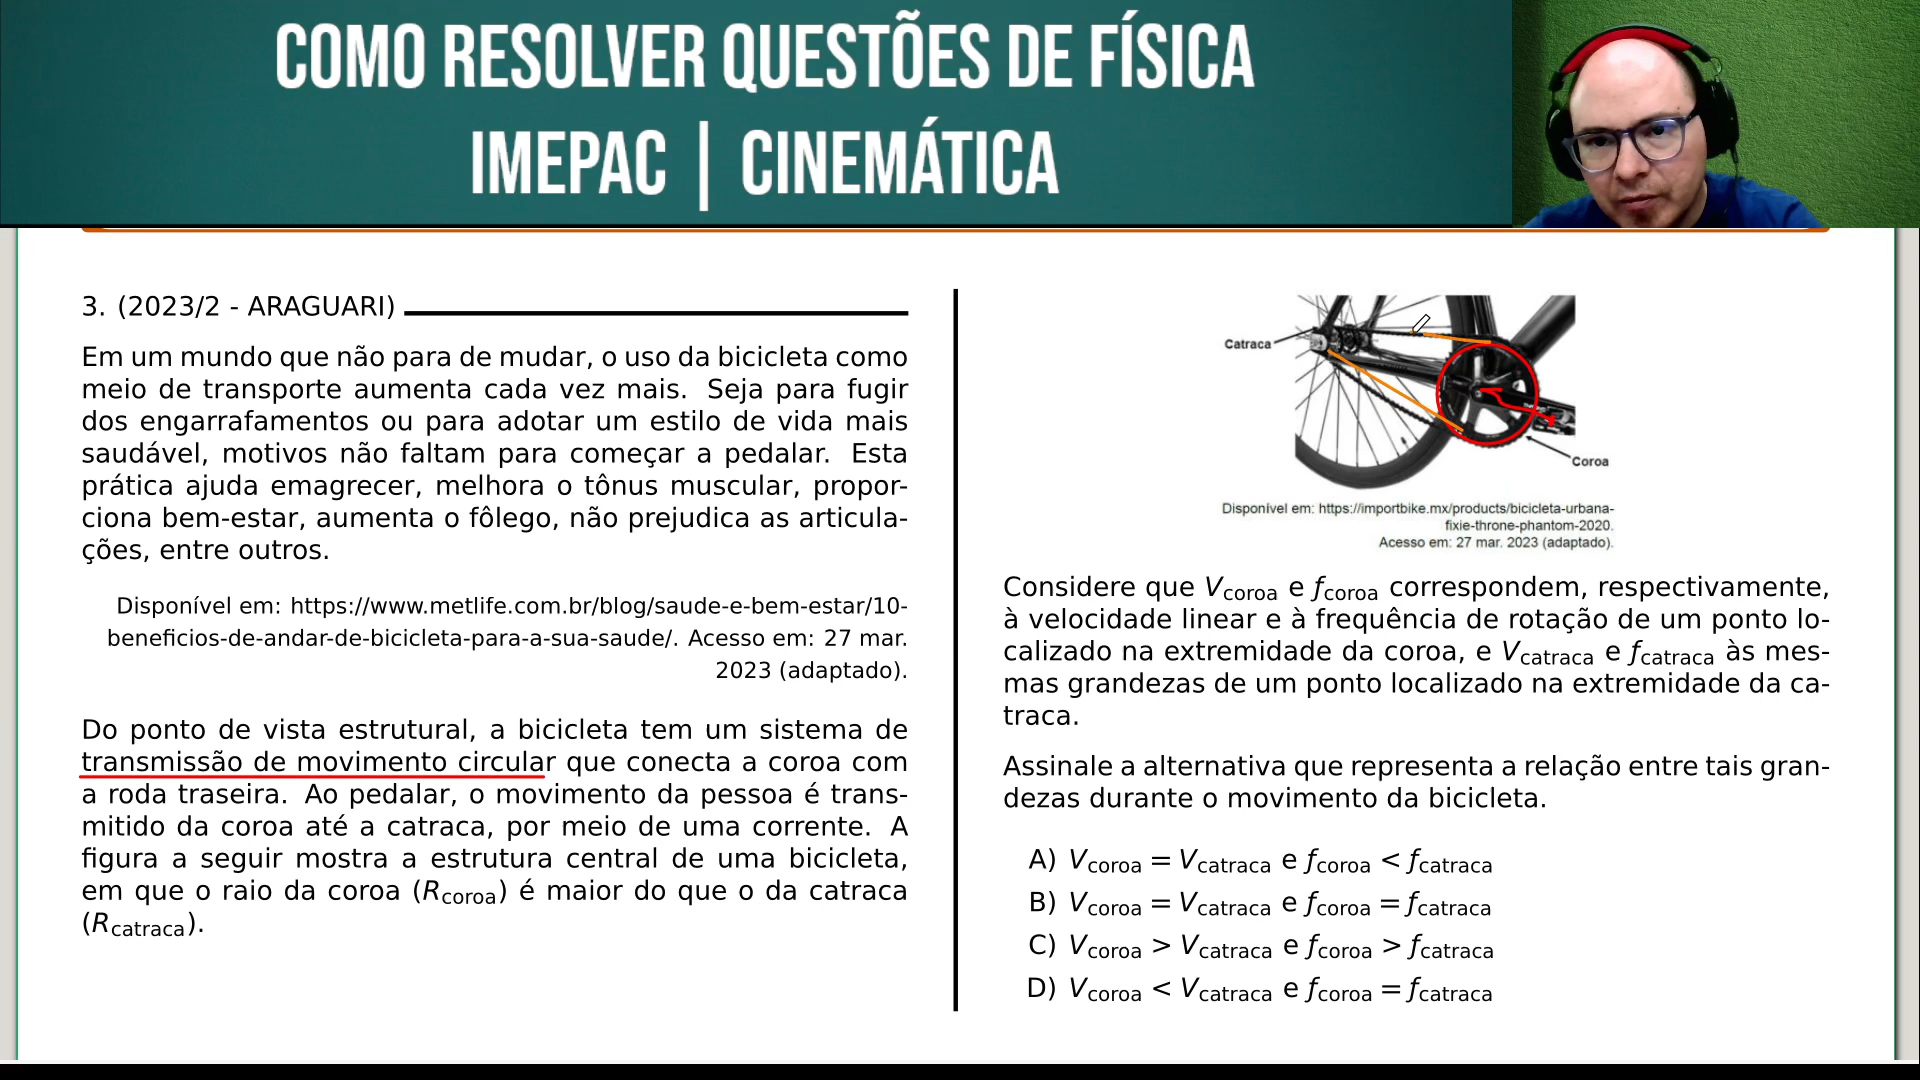 COMO RESOLVER QUESTÕES DE FÍSICA
IMEPAC | CINEMÁTICA
3. (2023/2 - ARAGUARI)
Em um mundo que não para de mudar, o uso da bicicleta como
meio de transporte aumenta cada vez mais. Seja para fugir
dos engarrafamentos ou para adotar um estilo de vida mais
saudável, motivos não faltam para começar a pedalar. Esta
prática ajuda emagrecer, melhora o tônus muscular, propor-
ciona bem-estar, aumenta o fôlego, não prejudica as articula-
ções, entre outros.
Disponível em: https://www.metlife.com.br/blog/saude-e-bem-estar/10-
beneficios-de-andar-de-bicicleta-para-a-sua-saude/. Acesso em: 27 mar.
2023 (adaptado).
Do ponto de vista estrutural, a bicicleta tem um sistema de
transmissão de movimento circular que conecta a coroa com
a roda traseira. Ao pedalar, o movimento da pessoa é trans-
mitido da coroa até a catraca, por meio de uma corrente. A
figura a seguir mostra a estrutura central de uma bicicleta,
em que o raio da coroa (Rcoroa) é maior do que o da catraca
(Rcatraca).
Catraca
Coroa
Disponível em: https://importbike.mx/products/bicicleta-urbana-
fixie-throne-phantom-2020.
Acesso em: 27 mar. 2023 (adaptado).
Considere que Vcoroa e fcoroa correspondem, respectivamente,
à velocidade linear e à frequência de rotação de um ponto lo-
calizado na extremidade da coroa, e Vcatraca e fcatraca às mes-
mas grandezas de um ponto localizado na extremidade da ca-
traca.
Assinale a alternativa que representa a relação entre tais gran-
dezas durante o movimento da bicicleta.
A) Vcoroa = Vcatraca e fcoroa < fcatraca
B) Vcoroa = Vcatraca e fcoroa = fcatraca
C) Vcoroa > Vcatraca e fcoroa > fcatraca
D) Vcoroa < Vcatraca e fcoroa = fcatraca